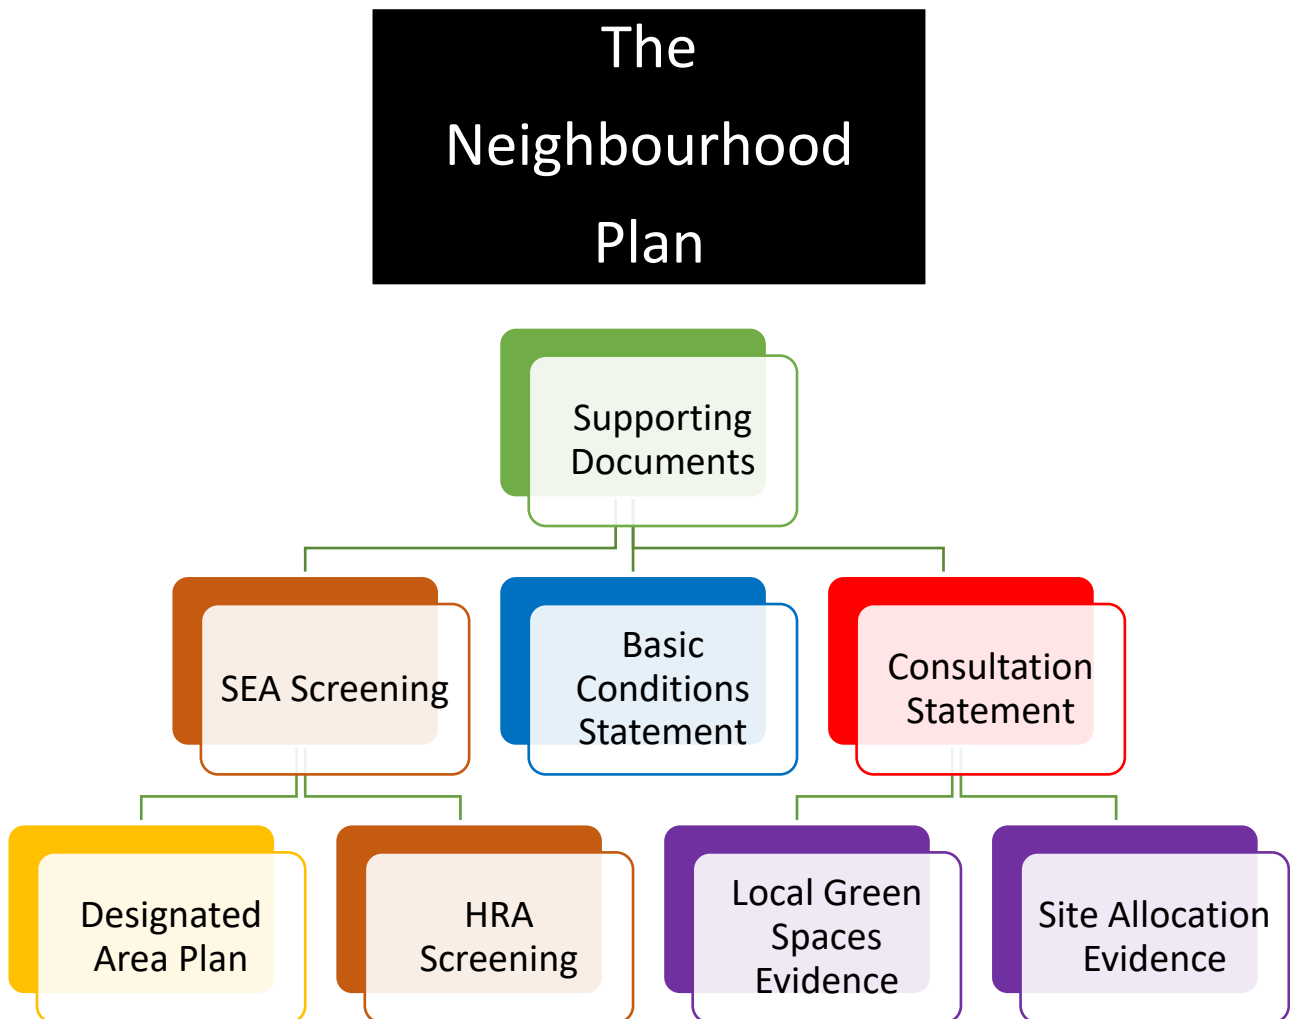 The
Neighbourhood
Plan
Supporting
Documents
SEA Screening
Basic
Conditions
Statement
Consultation
Statement
Designated
Area Plan
HRA
Screening
Local Green
Spaces
Evidence
Site Allocation
Evidence